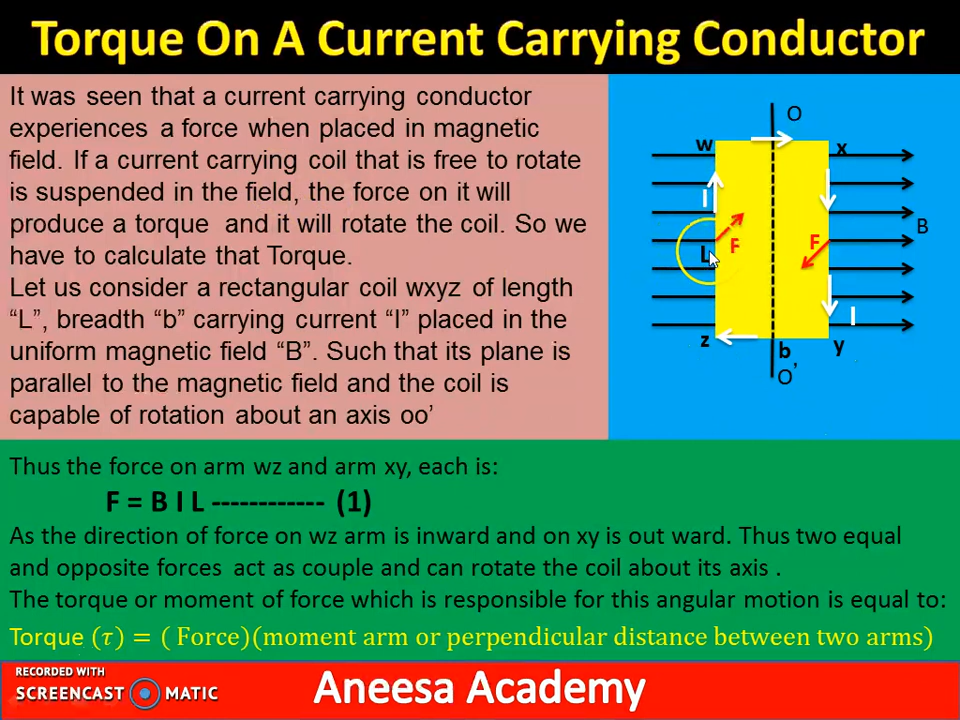 Torque On A Current Carrying Conductor
It was seen that a current carrying conductor
experiences a force when placed in magnetic
field. If a current carrying coil that is free to rotate
is suspended in the field, the force on it will
produce a torque and it will rotate the coil. So we
have to calculate that Torque.
Let us consider a rectangular coil wxyz of length
“L”, breadth “b” carrying current “I” placed in the
uniform magnetic field “B”. Such that its plane is
parallel to the magnetic field and the coil is
capable of rotation about an axis oo’
O
w
x
I
B
F
F
L
I
z
b
y
O’
Thus the force on arm wz and arm xy, each is:
F = B I L ------------ (1)
As the direction of force on wz arm is inward and on xy is out ward. Thus two equal
and opposite forces act as couple and can rotate the coil about its axis .
The torque or moment of force which is responsible for this angular motion is equal to:
Torque (τ) = ( Force)(moment arm or perpendicular distance between two arms)
RECORDED WITH
SCREENCAST MATIC
Aneesa Academy